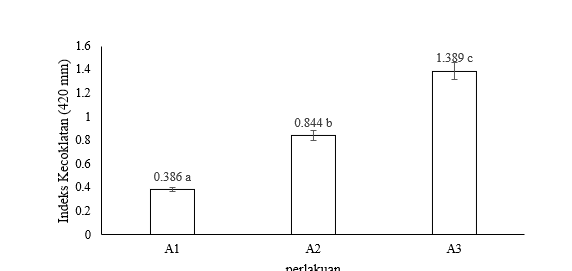 Indeks Kecoklatan (420 mm)
1.6
1.4
1.2
1
0.8
0.6
0.4
0.2
0
0.386 a
0.844 b
1.389 c
A1
A2
A3
perlakuan